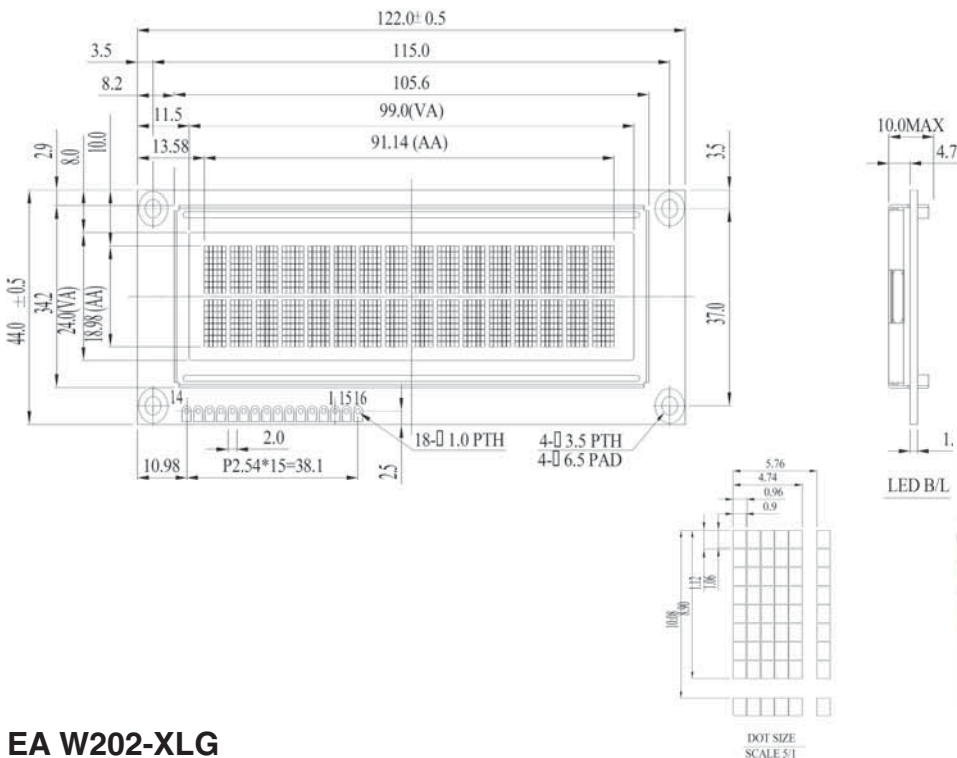 122.0± 0.5
3.5
115.0
8.2
105.6
11.5
99.0(VA)
13.58
91.14 (AA)
10.0MAX
4.7
2.9
8.0
10.0
3.5
44.0 ±0.5
34.2
24.0(VA)
18.98 (AA)
37.0
14
1 15 16
2.0
18- 1.0 PTH
4- 3.5 PTH
4- 6.5 PAD
10.98
P2.54*15=38.1
2.5
1.
LED B/L
5.76
4.74
0.96
0.9
1.12
1.06
10.08
8.90
DOT SIZE
SCALE 5/1
EA W202-XLG